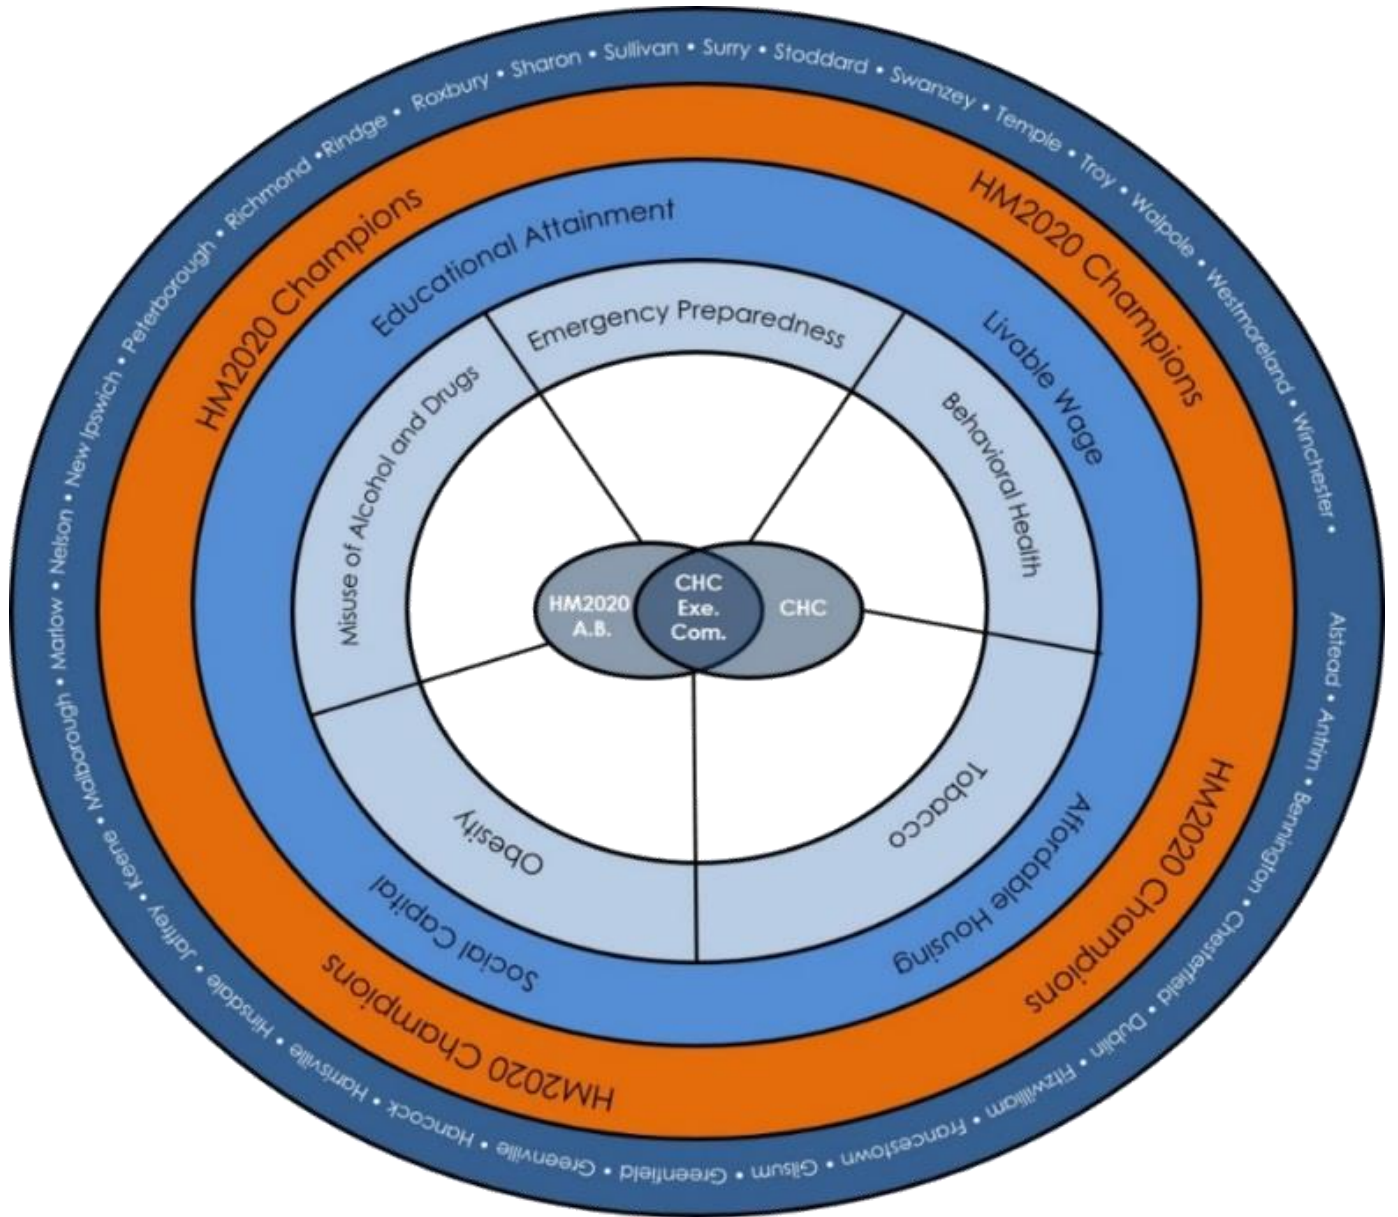 Alstead • Antrim • Bennington • Chesterfield • Dublin • Fitzwilliam • Francestown • Gilsum • Greenfield • Greenville • Hancock • Harrisville • Hinsdale • Jaffrey • Keene • Malborough • Marlow • Nelson • New Ipswich • Peterborough • Richmond •Rindge • Roxbury • Sharon • Sullivan • Surry • Stoddard • Swanzey • Temple • Troy • Walpole • Westmoreland • Winchester •
HM2020 Champions
HM2020 Champions
HM2020 Champions
HM2020 Champions
Educational Attainment
Livable Wage
Affordable Housing
Social Capital
Emergency Preparedness
Behavioral Health
Tobacco
Obesity
Misuse of Alcohol and Drugs
HM2020
A.B.
CHC
Exe.
Com.
CHC